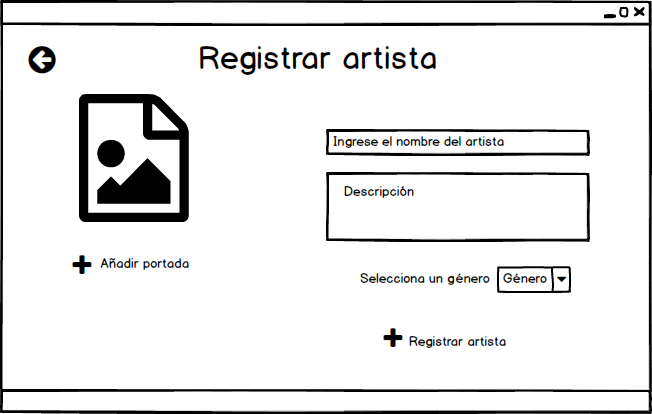 Registrar artista
Ingrese el nombre del artista
Descripción
Añadir portada
Selecciona un género
Género
Registrar artista